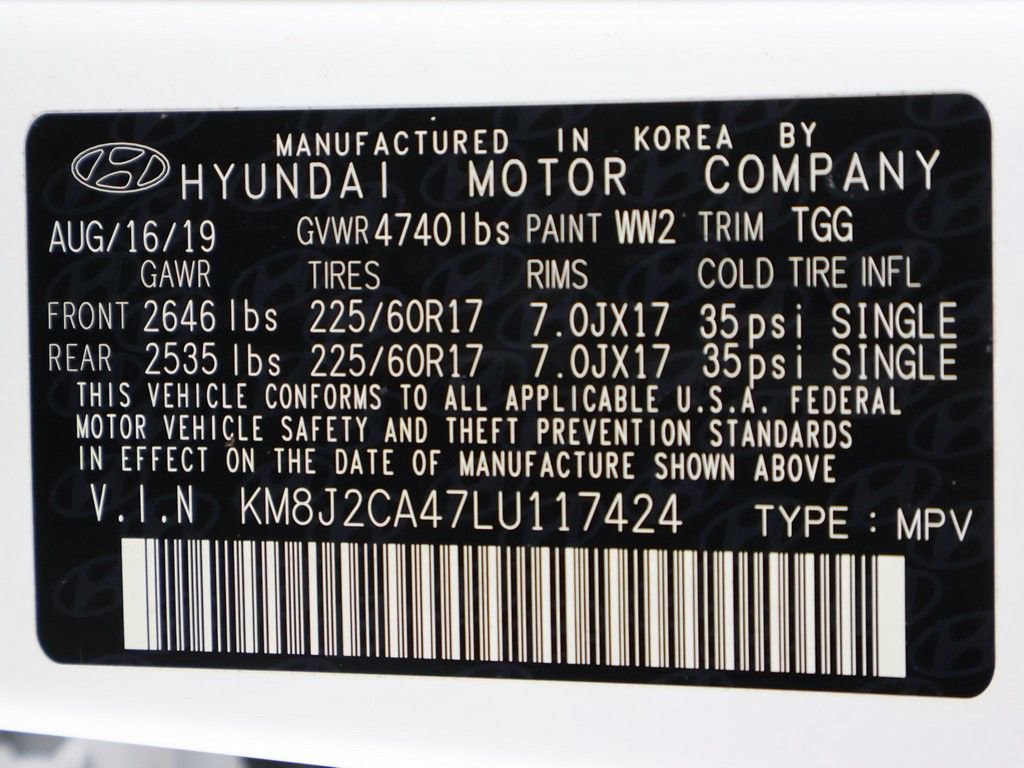 MANUFACTURED IN KOREA BY
HYUNDAI MOTOR COMPANY
AUG/16/19 GVWR 4740lbs PAINT WW2 TRIM TGG
GAWR TIRES RIMS COLD TIRE INFL
FRONT 2646 lbs 225/60R17 7.0JX17 35psi SINGLE
REAR 2535 lbs 225/60R17 7.0JX17 35psi SINGLE
THIS VEHICLE CONFORMS TO ALL APPLICABLE U.S.A. FEDERAL
MOTOR VEHICLE SAFETY AND THEFT PREVENTION STANDARDS
IN EFFECT ON THE DATE OF MANUFACTURE SHOWN ABOVE
V.I.N KM8J2CA47LU117424 TYPE : MPV